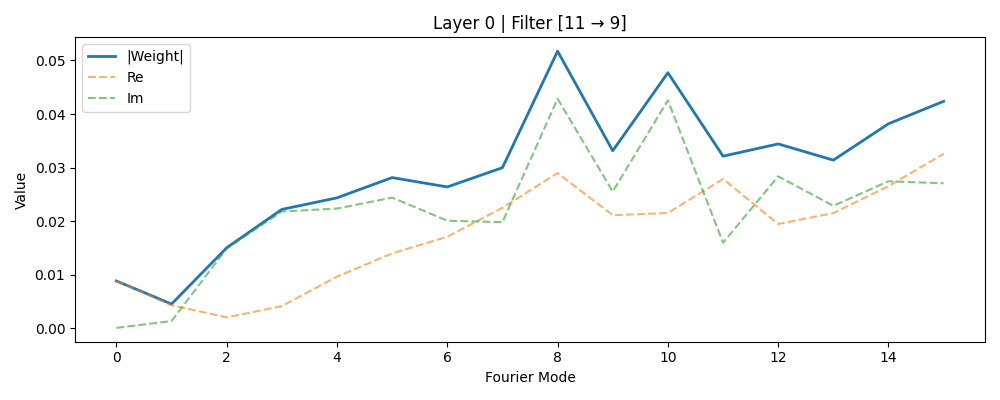 Layer 0 | Filter [11 → 9]
|Weight|
Re
Im
Value
0.05
0.04
0.03
0.02
0.01
0.00
0 2 4 6 8 10 12 14
Fourier Mode